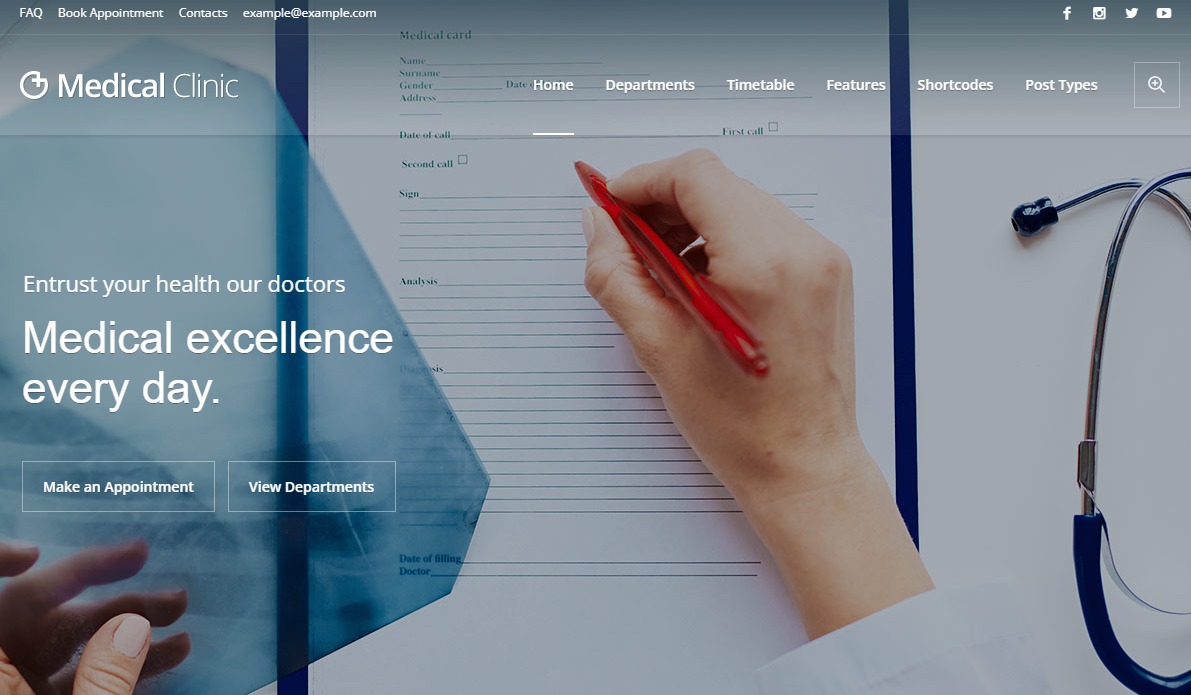 FAQ Book Appointment Contacts example@example.com
Medical Clinic
Home Departments Timetable Features Shortcodes Post Types
Medical card
Name
Surname
Gender Date
Address
Date of call First call
Second call
Sign
Entrust your health our doctors
Analysis
Medical excellence
every day.
Diagnosis
Make an Appointment View Departments
Date of filling
Doctor